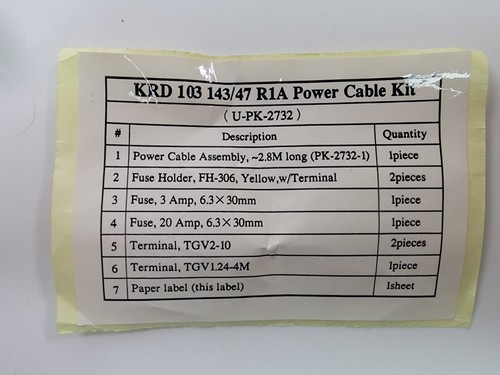 KRD 103 143/47 R1A Power Cable Kit
( U-PK-2732 )
# Description Quantity
1 Power Cable Assembly, ~2.8M long (PK-2732-1) 1piece
2 Fuse Holder, FH-306, Yellow,w/Terminal 2pieces
3 Fuse, 3 Amp, 6.3×30mm 1piece
4 Fuse, 20 Amp, 6.3×30mm 1piece
5 Terminal, TGV2-10 2pieces
6 Terminal, TGV1.24-4M 1piece
7 Paper label (this label) 1sheet